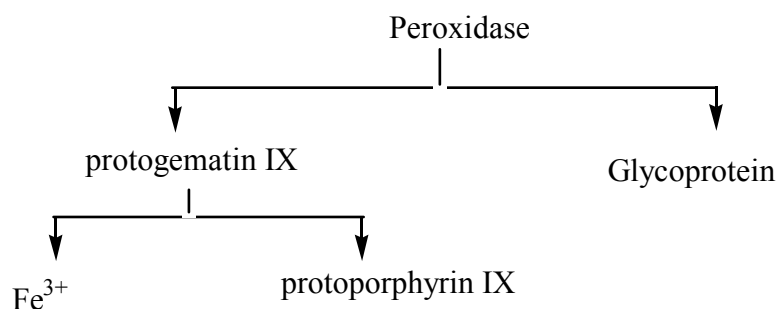 Peroxidase
protogematin IX
Glycoprotein
Fe³⁺
protoporphyrin IX